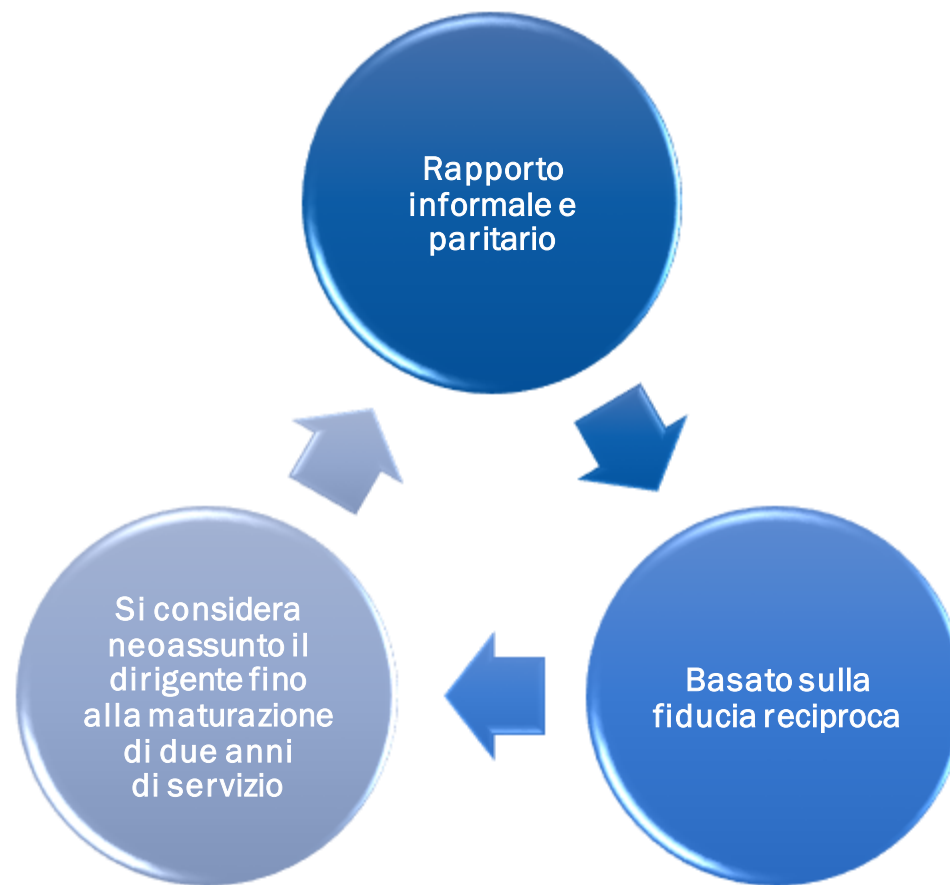 Rapporto
informale e
paritario
Si considera
neoassunto il
dirigente fino
alla maturazione
di due anni
di servizio
Basato sulla
fiducia reciproca